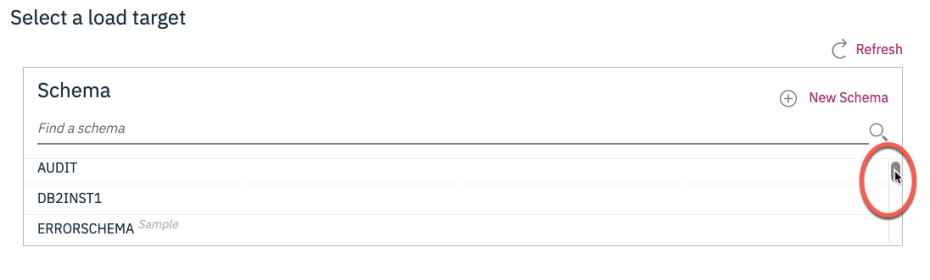 Select a load target
Refresh
Schema
New Schema
Find a schema
AUDIT
DB2INST1
ERRORSCHEMA Sample